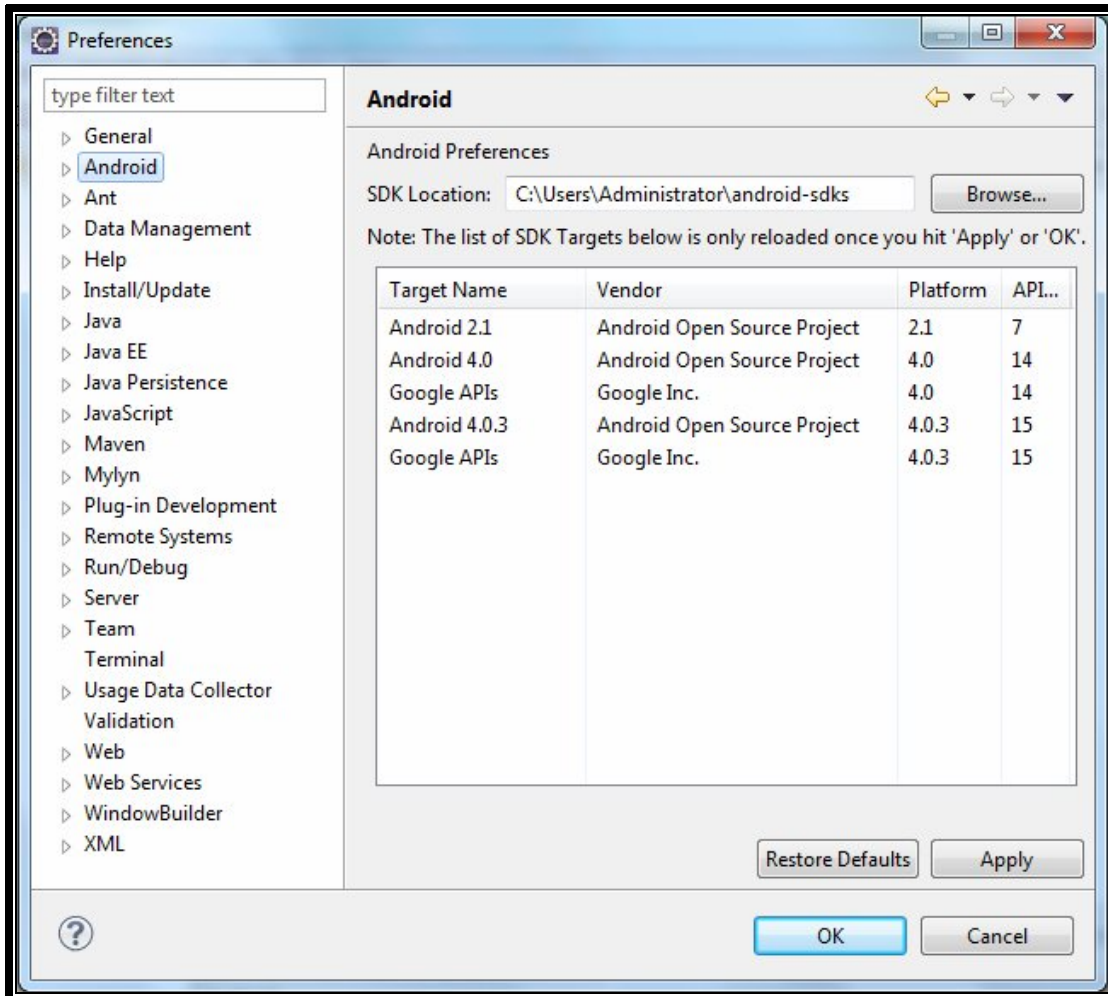 Preferences
type filter text
General
Android
Ant
Data Management
Help
Install/Update
Java
Java EE
Java Persistence
JavaScript
Maven
Mylyn
Plug-in Development
Remote Systems
Run/Debug
Server
Team
Terminal
Usage Data Collector
Validation
Web
Web Services
WindowBuilder
XML
Android
Android Preferences
SDK Location: C:\Users\Administrator\android-sdks Browse...
Note: The list of SDK Targets below is only reloaded once you hit 'Apply' or 'OK'.
Target Name Vendor Platform API...
Android 2.1 Android Open Source Project 2.1 7
Android 4.0 Android Open Source Project 4.0 14
Google APIs Google Inc. 4.0 14
Android 4.0.3 Android Open Source Project 4.0.3 15
Google APIs Google Inc. 4.0.3 15
Restore Defaults Apply
? OK Cancel